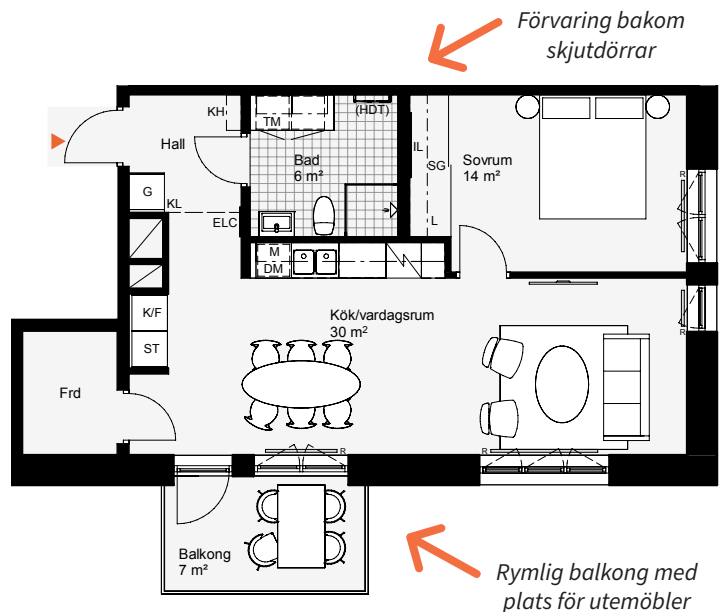 Förvaring bakom
skjutdörrar
KH
TM
(HDT)
Hall
Bad
6 m²
IL
SG
Sovrum
14 m²
R
G
KL
L
ELC
M
DM
K/F
ST
Kök/vardagsrum
30 m²
R
Frd
R
R
Balkong
7 m²
Rymlig balkong med
plats för utemöbler